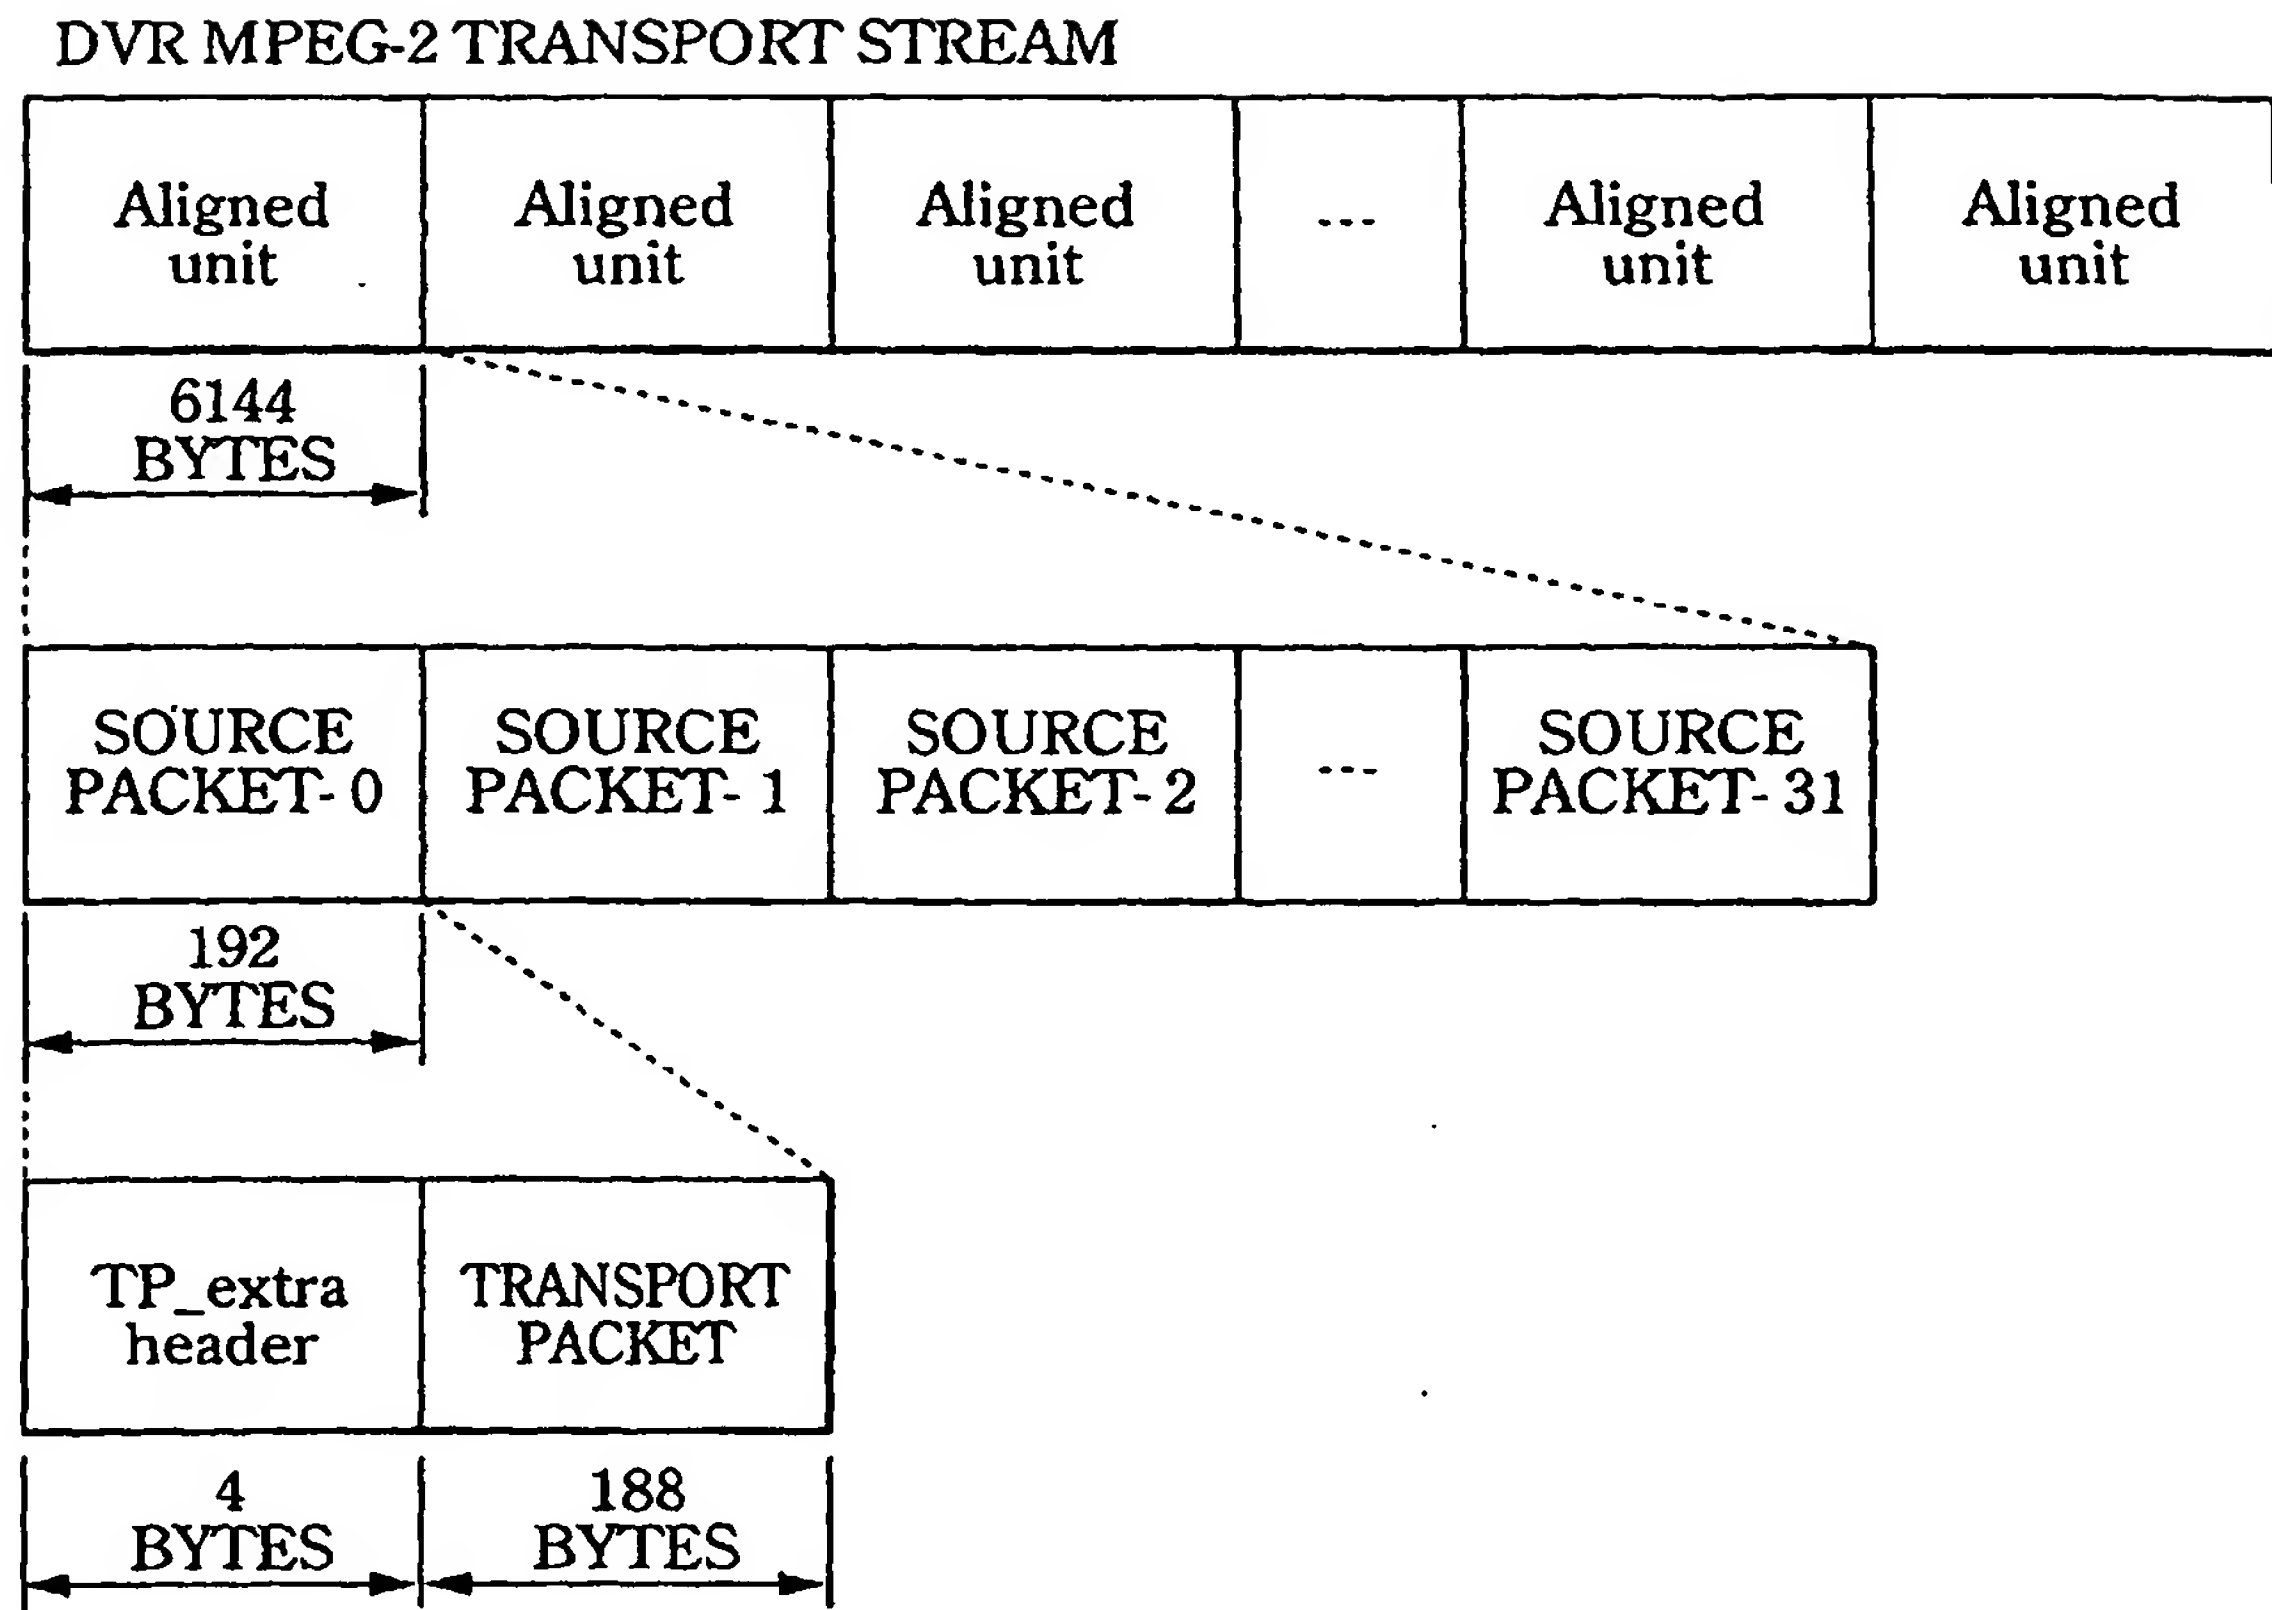 DVR MPEG-2 TRANSPORT STREAM
Aligned
unit
Aligned
unit
Aligned
unit
---
Aligned
unit
Aligned
unit
6144
BYTES
SOURCE
PACKET- 0
SOURCE
PACKET- 1
SOURCE
PACKET- 2
---
SOURCE
PACKET- 31
192
BYTES
TP_extra
header
TRANSPORT
PACKET
4
BYTES
188
BYTES